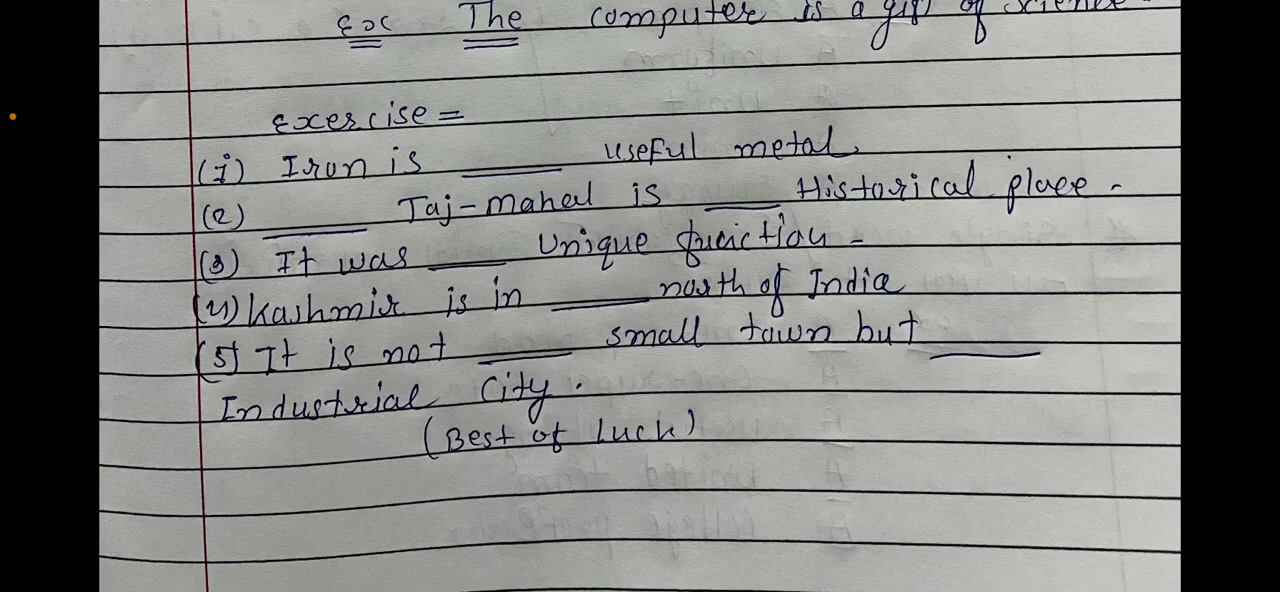 Exc The computer is a gift of science.
Exercise =
(i) Iron is ____ useful metal.
(2) ____ Taj-mahal is ____ Historical place.
(3) It was ____ Unique function.
(4) Kashmir is in ____ north of India
(5) It is not ____ small town but ____
Industrial City.
(Best of Luck)